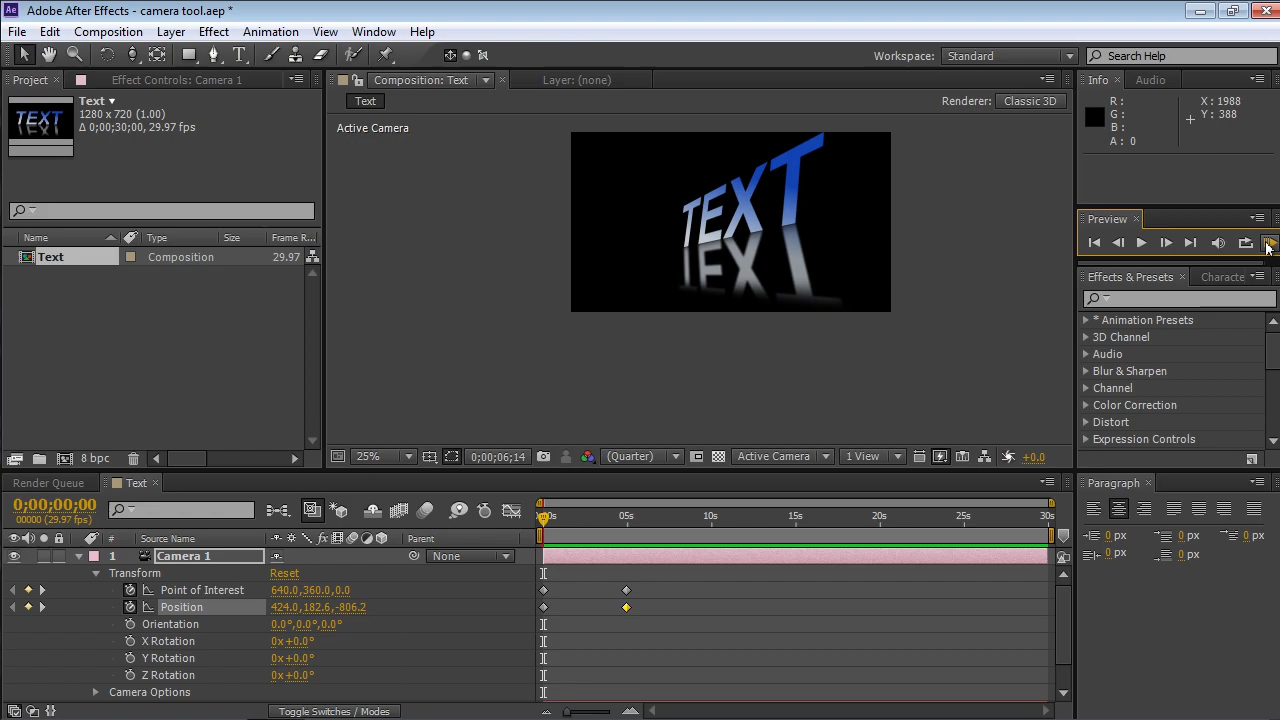 Ae Adobe After Effects - camera tool.aep *
File Edit Composition Layer Effect Animation View Window Help
Workspace: Standard Search Help
Project × Effect Controls: Camera 1
Composition: Text × Layer: (none)
Info × Audio
Text
1280 x 720 (1.00)
Δ 0;00;30;00, 29.97 fps
Text
Renderer: Classic 3D
R :
G :
B :
A : 0
X : 1988
Y : 388
Active Camera
TEXT
Preview ×
Name Type Size Frame R...
Text Composition 29.97
Effects & Presets × Characte
* Animation Presets
3D Channel
Audio
Blur & Sharpen
Channel
Color Correction
Distort
Expression Controls
8 bpc
25% 0;00;06;14 (Quarter) Active Camera 1 View +0.0
Render Queue Text ×
Paragraph ×
0;00;00;00
00000 (29.97 fps)
00s 05s 10s 15s 20s 25s 30s
# Source Name Parent
1 Camera 1 None
Transform Reset
Point of Interest 640.0,360.0,0.0
Position 424.0,182.6,-806.2
Orientation 0.0°,0.0°,0.0°
X Rotation 0x+0.0°
Y Rotation 0x+0.0°
Z Rotation 0x+0.0°
Camera Options
0 px 0 px 0 px
0 px 0 px
Toggle Switches / Modes